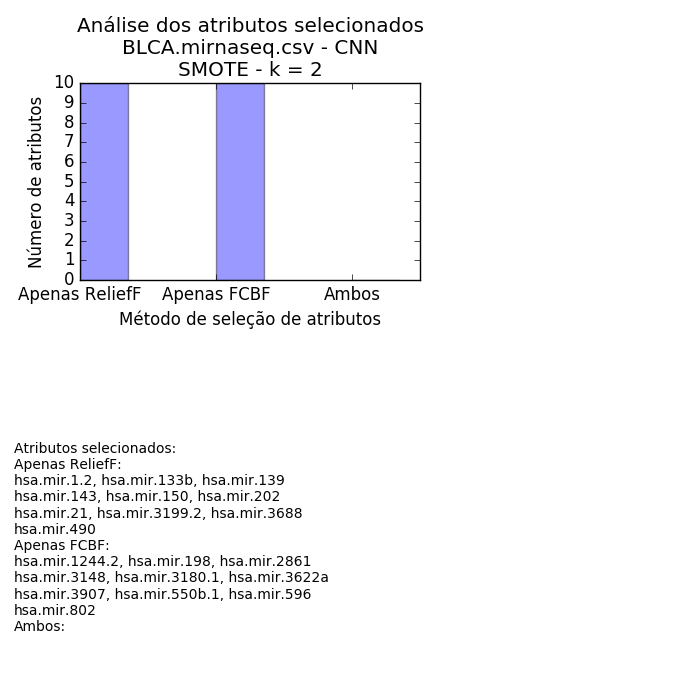 Análise dos atributos selecionados
BLCA.mirnaseq.csv - CNN
SMOTE - k = 2
10
9
8
7
6
5
4
3
2
1
0
Número de atributos
Apenas ReliefF
Apenas FCBF
Ambos
Método de seleção de atributos
Atributos selecionados:
Apenas ReliefF:
hsa.mir.1.2, hsa.mir.133b, hsa.mir.139
hsa.mir.143, hsa.mir.150, hsa.mir.202
hsa.mir.21, hsa.mir.3199.2, hsa.mir.3688
hsa.mir.490
Apenas FCBF:
hsa.mir.1244.2, hsa.mir.198, hsa.mir.2861
hsa.mir.3148, hsa.mir.3180.1, hsa.mir.3622a
hsa.mir.3907, hsa.mir.550b.1, hsa.mir.596
hsa.mir.802
Ambos: